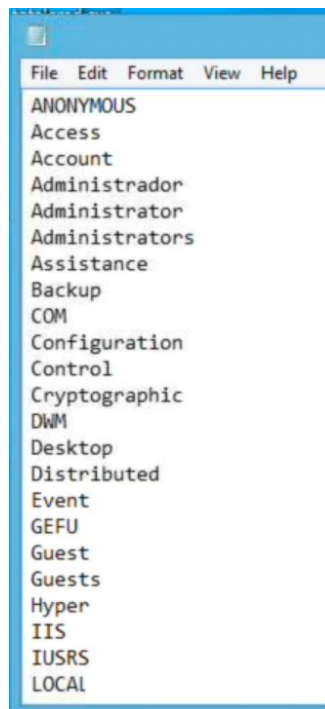 File Edit Format View Help
ANONYMOUS
Access
Account
Administrador
Administrator
Administrators
Assistance
Backup
COM
Configuration
Control
Cryptographic
DWM
Desktop
Distributed
Event
GEFU
Guest
Guests
Hyper
IIS
IUSRS
LOCAL